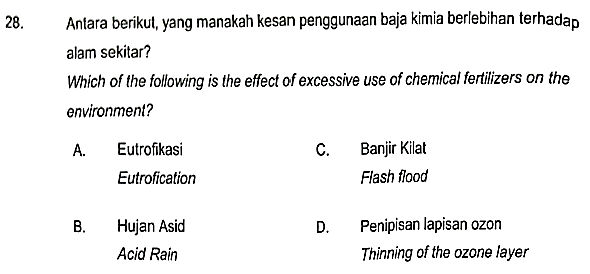 28. Antara berikut, yang manakah kesan penggunaan baja kimia berlebihan terhadap
alam sekitar?
Which of the following is the effect of excessive use of chemical fertilizers on the
environment?
A. Eutrofikasi
Eutrofication
B. Hujan Asid
Acid Rain
C. Banjir Kilat
Flash flood
D. Penipisan lapisan ozon
Thinning of the ozone layer